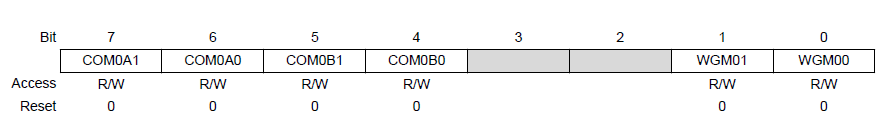 Bit 7 6 5 4 3 2 1 0
COM0A1 COM0A0 COM0B1 COM0B0 WGM01 WGM00
Access R/W R/W R/W R/W R/W R/W
Reset 0 0 0 0 0 0